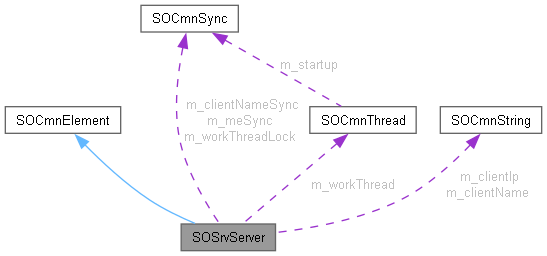 SOCmnSync
m_startup
m_clientNameSync
m_meSync
m_workThreadLock
SOCmnElement
SOCmnThread
SOCmnString
m_workThread
m_clientIp
m_clientName
SOSrvServer